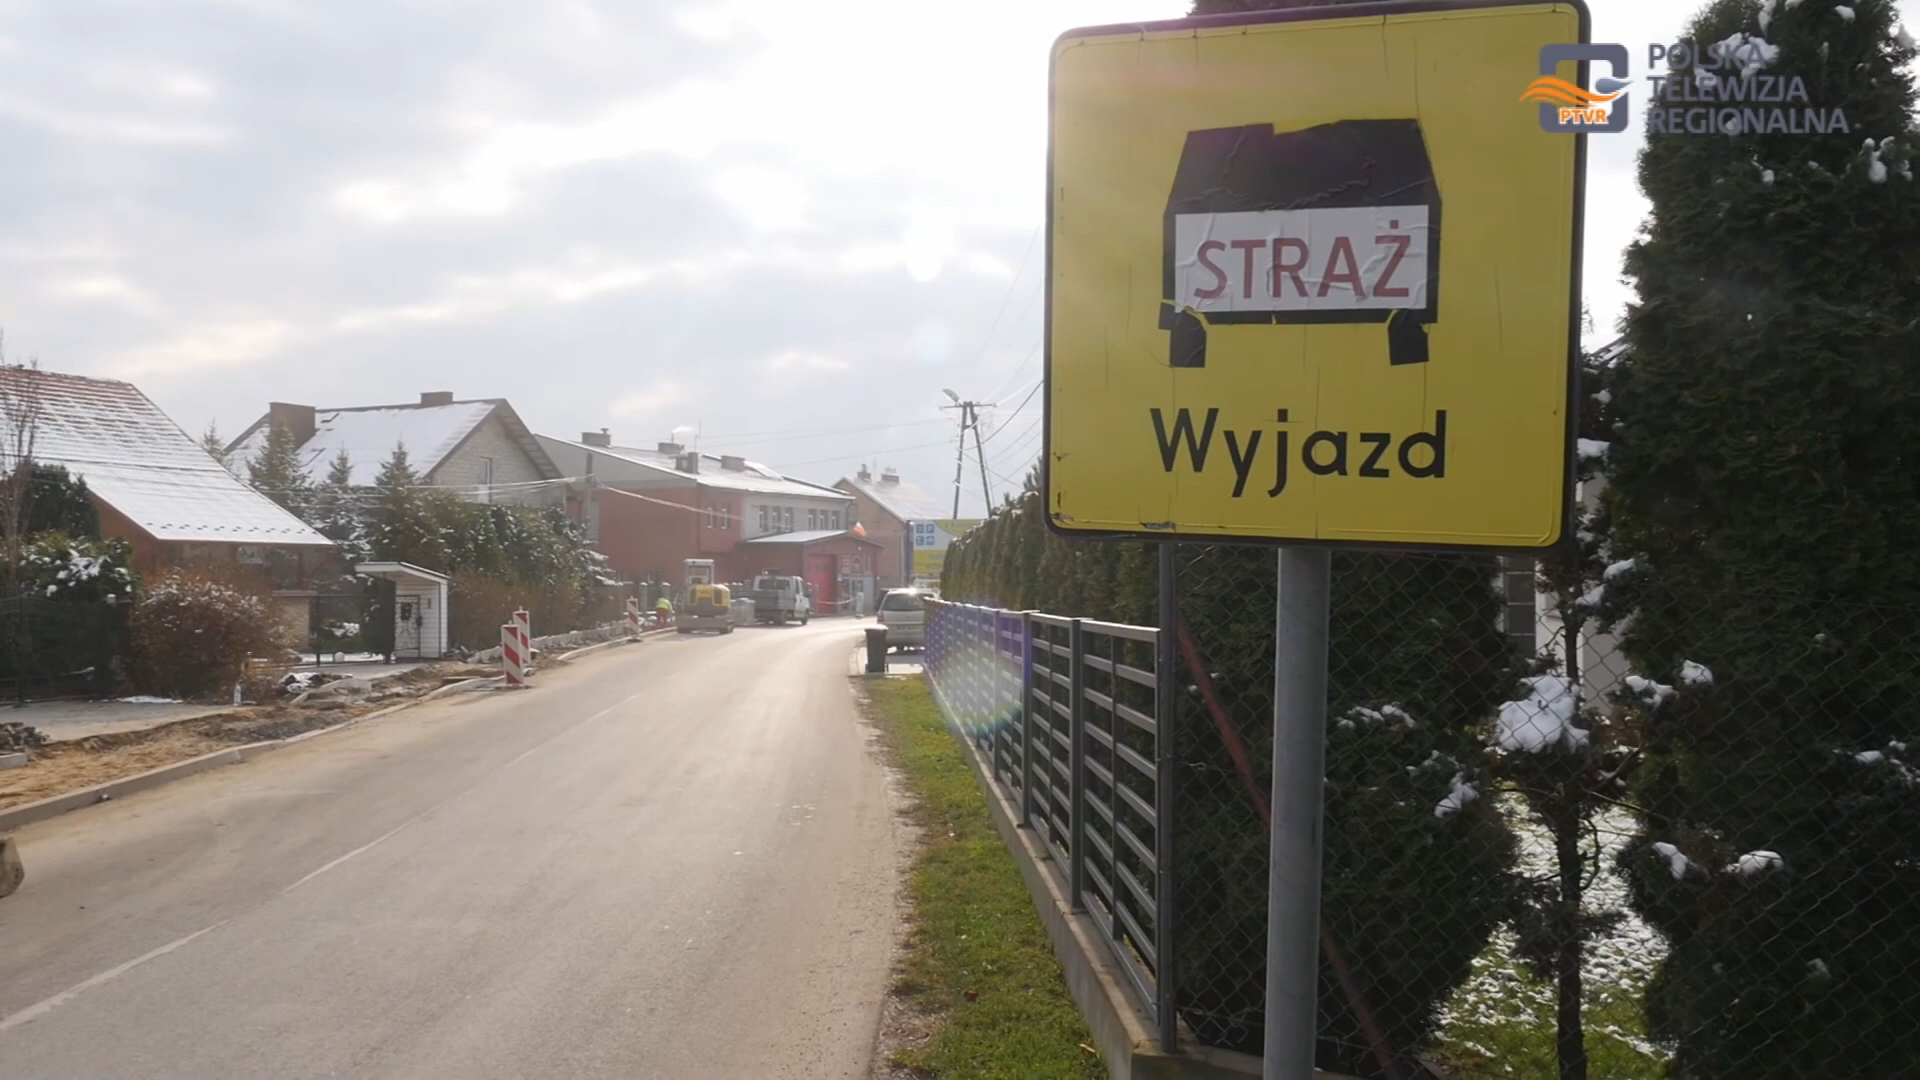 STRAŻ
Wyjazd
POLSKA
TELEWIZJA
REGIONALNA
PTVR